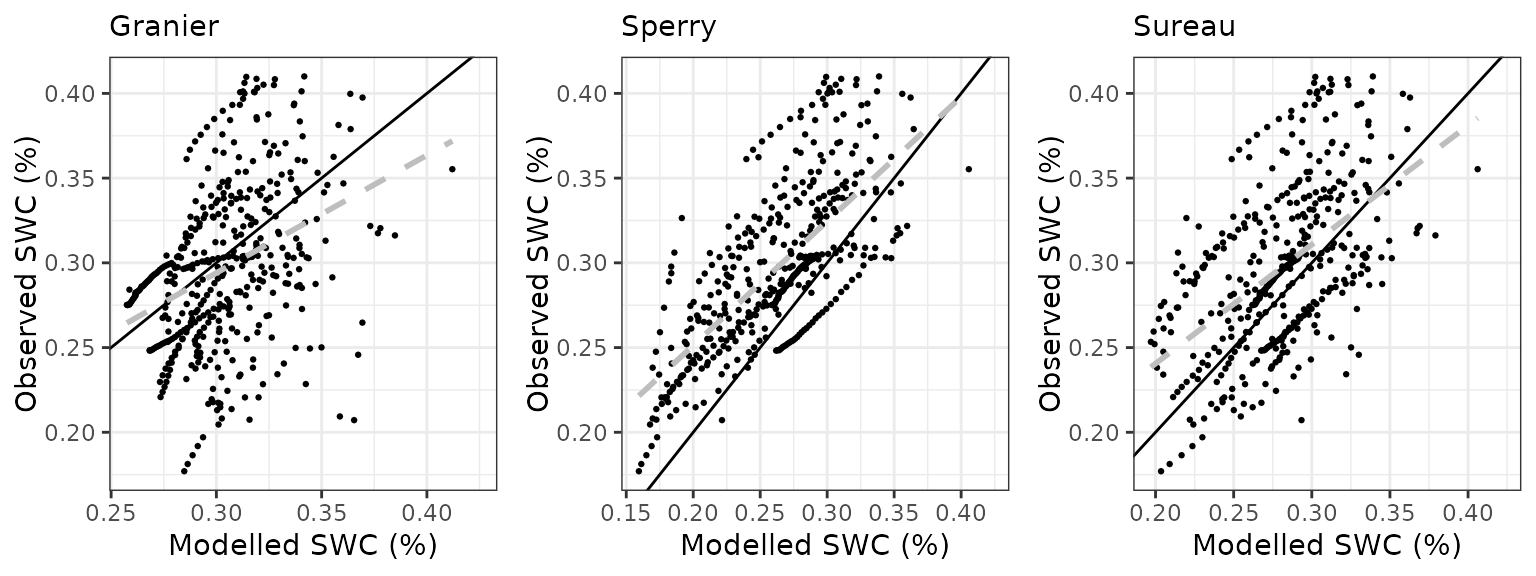 Granier
Observed SWC (%)
0.40
0.35
0.30
0.25
0.20
0.25 0.30 0.35 0.40
Modelled SWC (%)
Sperry
Observed SWC (%)
0.40
0.35
0.30
0.25
0.20
0.15 0.20 0.25 0.30 0.35 0.40
Modelled SWC (%)
Sureau
Observed SWC (%)
0.40
0.35
0.30
0.25
0.20
0.20 0.25 0.30 0.35 0.40
Modelled SWC (%)